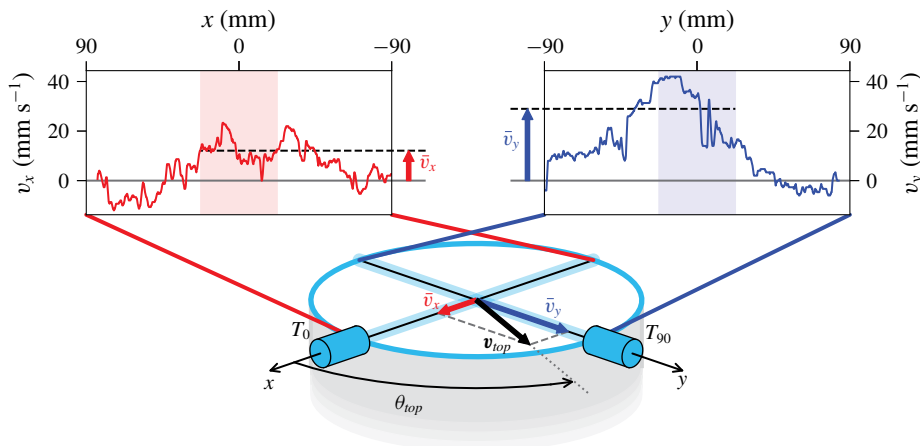 x (mm)
y (mm)
90 0 −90
−90 0 90
40
20
0
v_x (mm s⁻¹)
v̄_x
v̄_y
40
20
0
v_y (mm s⁻¹)
v̄_x
v̄_y
T_0
v_top
T_90
x
y
θ_top